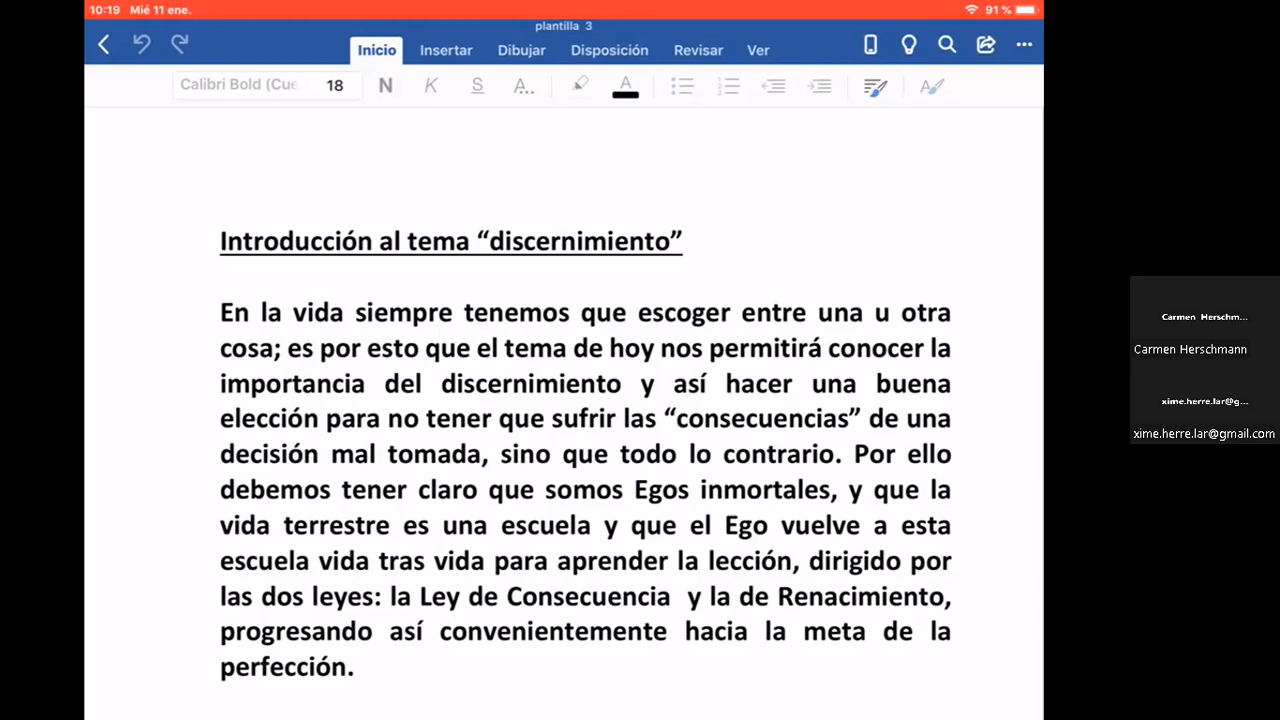 10:19 Mié 11 ene. 91 %
plantilla 3
Inicio Insertar Dibujar Disposición Revisar Ver
Calibri Bold (Cue 18 N K S A.. A
Introducción al tema “discernimiento”
En la vida siempre tenemos que escoger entre una u otra
cosa; es por esto que el tema de hoy nos permitirá conocer la
importancia del discernimiento y así hacer una buena
elección para no tener que sufrir las “consecuencias” de una
decisión mal tomada, sino que todo lo contrario. Por ello
debemos tener claro que somos Egos inmortales, y que la
vida terrestre es una escuela y que el Ego vuelve a esta
escuela vida tras vida para aprender la lección, dirigido por
las dos leyes: la Ley de Consecuencia y la de Renacimiento,
progresando así convenientemente hacia la meta de la
perfección.
Carmen Herschm...
Carmen Herschmann
xime.herre.lar@g...
xime.herre.lar@gmail.com